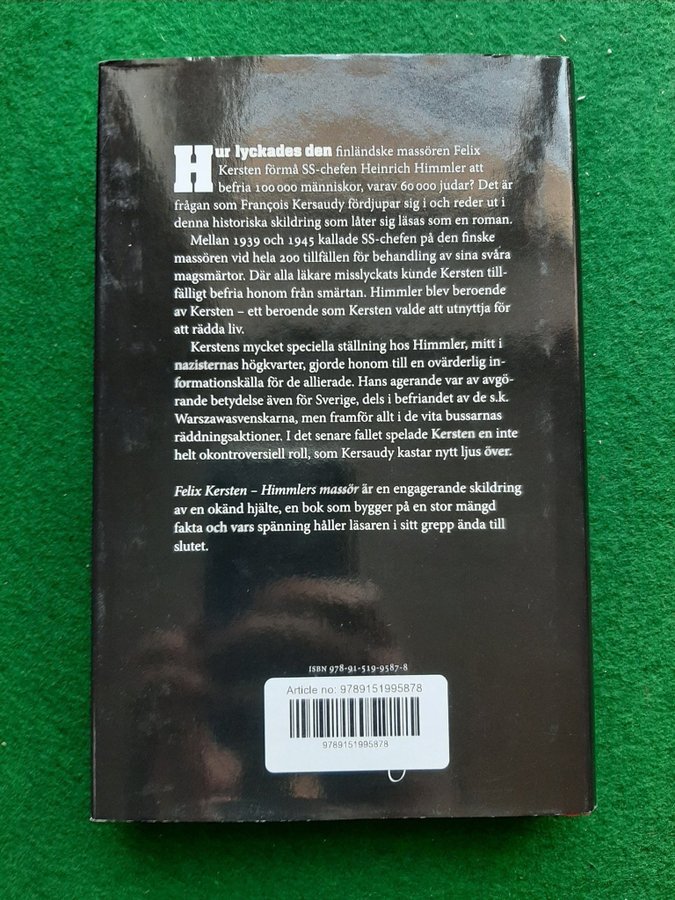 Hur lyckades den finländske massören Felix
Kersten förmå SS-chefen Heinrich Himmler att
befria 100 000 människor, varav 60 000 judar? Det är
frågan som François Kersaudy fördjupar sig i och reder ut i
denna historiska skildring som låter sig läsas som en roman.
Mellan 1939 och 1945 kallade SS-chefen på den finske
massören vid hela 200 tillfällen för behandling av sina svåra
magsmärtor. Där alla läkare misslyckats kunde Kersten till-
fälligt befria honom från smärtan. Himmler blev beroende
av Kersten – ett beroende som Kersten valde att utnyttja för
att rädda liv.
Kerstens mycket speciella ställning hos Himmler, mitt i
nazisternas högkvarter, gjorde honom till en ovärderlig in-
formationskälla för de allierade. Hans agerande var av avgö-
rande betydelse även för Sverige, dels i befriandet av de s.k.
Warszawasvenskarna, men framför allt i de vita bussarnas
räddningsaktioner. I det senare fallet spelade Kersten en inte
helt okontroversiell roll, som Kersaudy kastar nytt ljus över.
Felix Kersten – Himmlers massör är en engagerande skildring
av en okänd hjälte, en bok som bygger på en stor mängd
fakta och vars spänning håller läsaren i sitt grepp ända till
slutet.
ISBN 978-91-519-9587-8
Article no: 9789151995878
9789151995878